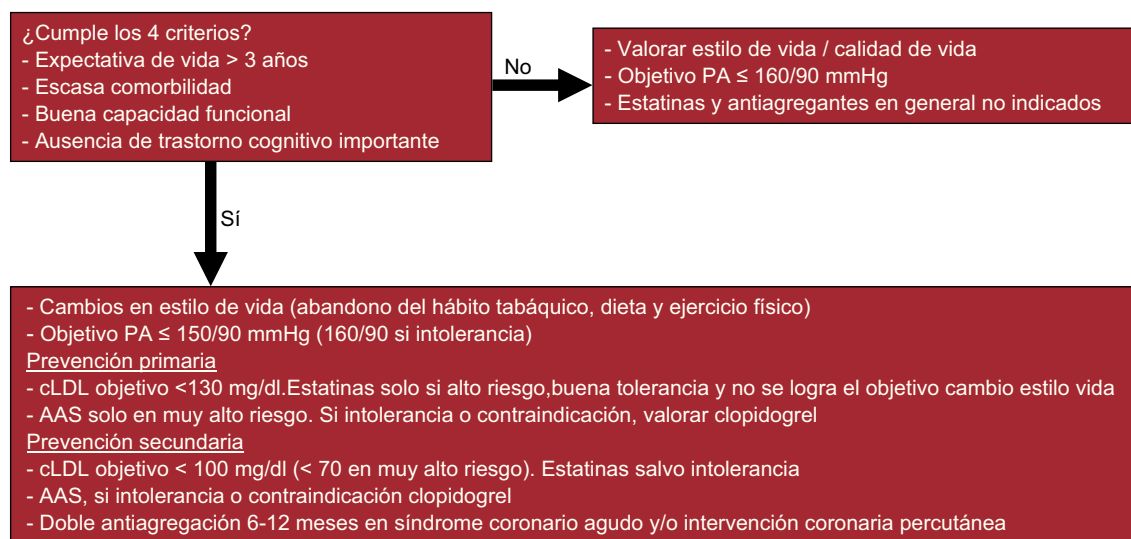 ¿Cumple los 4 criterios?
- Expectativa de vida > 3 años
- Escasa comorbilidad
- Buena capacidad funcional
- Ausencia de trastorno cognitivo importante
No
- Valorar estilo de vida / calidad de vida
- Objetivo PA ≤ 160/90 mmHg
- Estatinas y antiagregantes en general no indicados
Sí
- Cambios en estilo de vida (abandono del hábito tabáquico, dieta y ejercicio físico)
- Objetivo PA ≤ 150/90 mmHg (160/90 si intolerancia)
Prevención primaria
- cLDL objetivo <130 mg/dl.Estatinas solo si alto riesgo,buena tolerancia y no se logra el objetivo cambio estilo vida
- AAS solo en muy alto riesgo. Si intolerancia o contraindicación, valorar clopidogrel
Prevención secundaria
- cLDL objetivo < 100 mg/dl (< 70 en muy alto riesgo). Estatinas salvo intolerancia
- AAS, si intolerancia o contraindicación clopidogrel
- Doble antiagregación 6-12 meses en síndrome coronario agudo y/o intervención coronaria percutánea